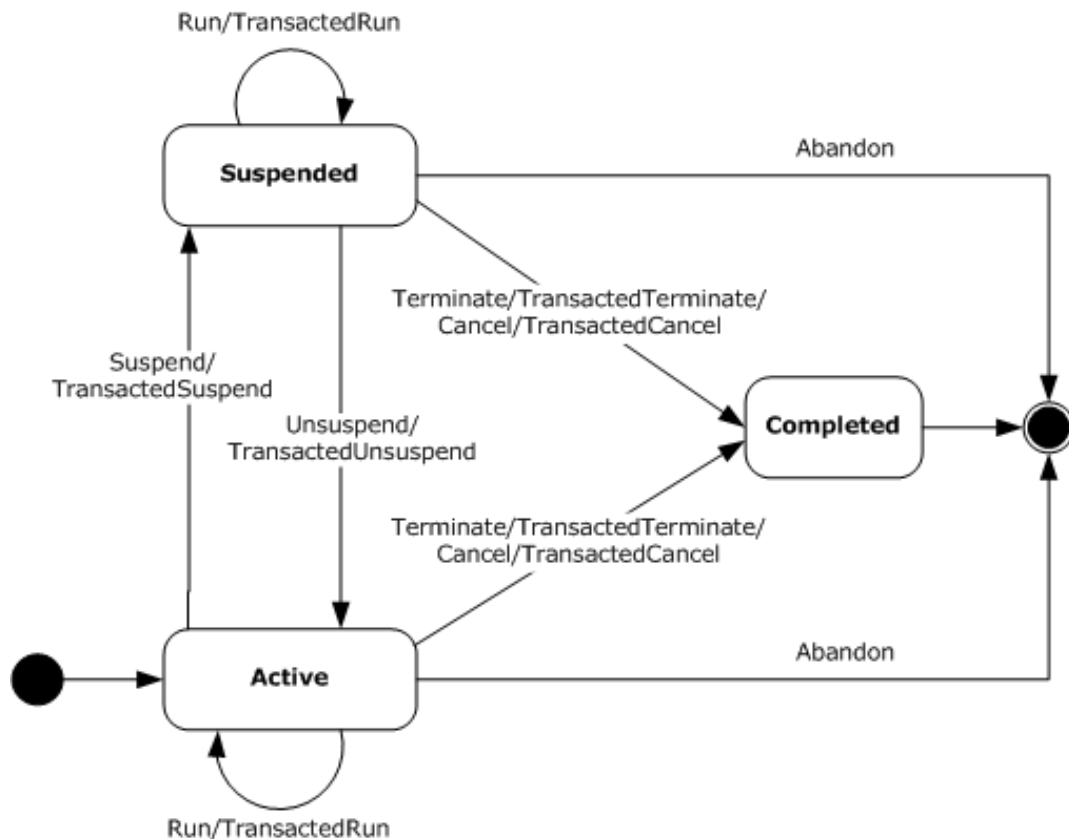 Run/TransactedRun
Suspended
Abandon
Terminate/TransactedTerminate/
Cancel/TransactedCancel
Suspend/
TransactedSuspend
Unsuspend/
TransactedUnsuspend
Completed
Terminate/TransactedTerminate/
Cancel/TransactedCancel
Abandon
Active
Run/TransactedRun